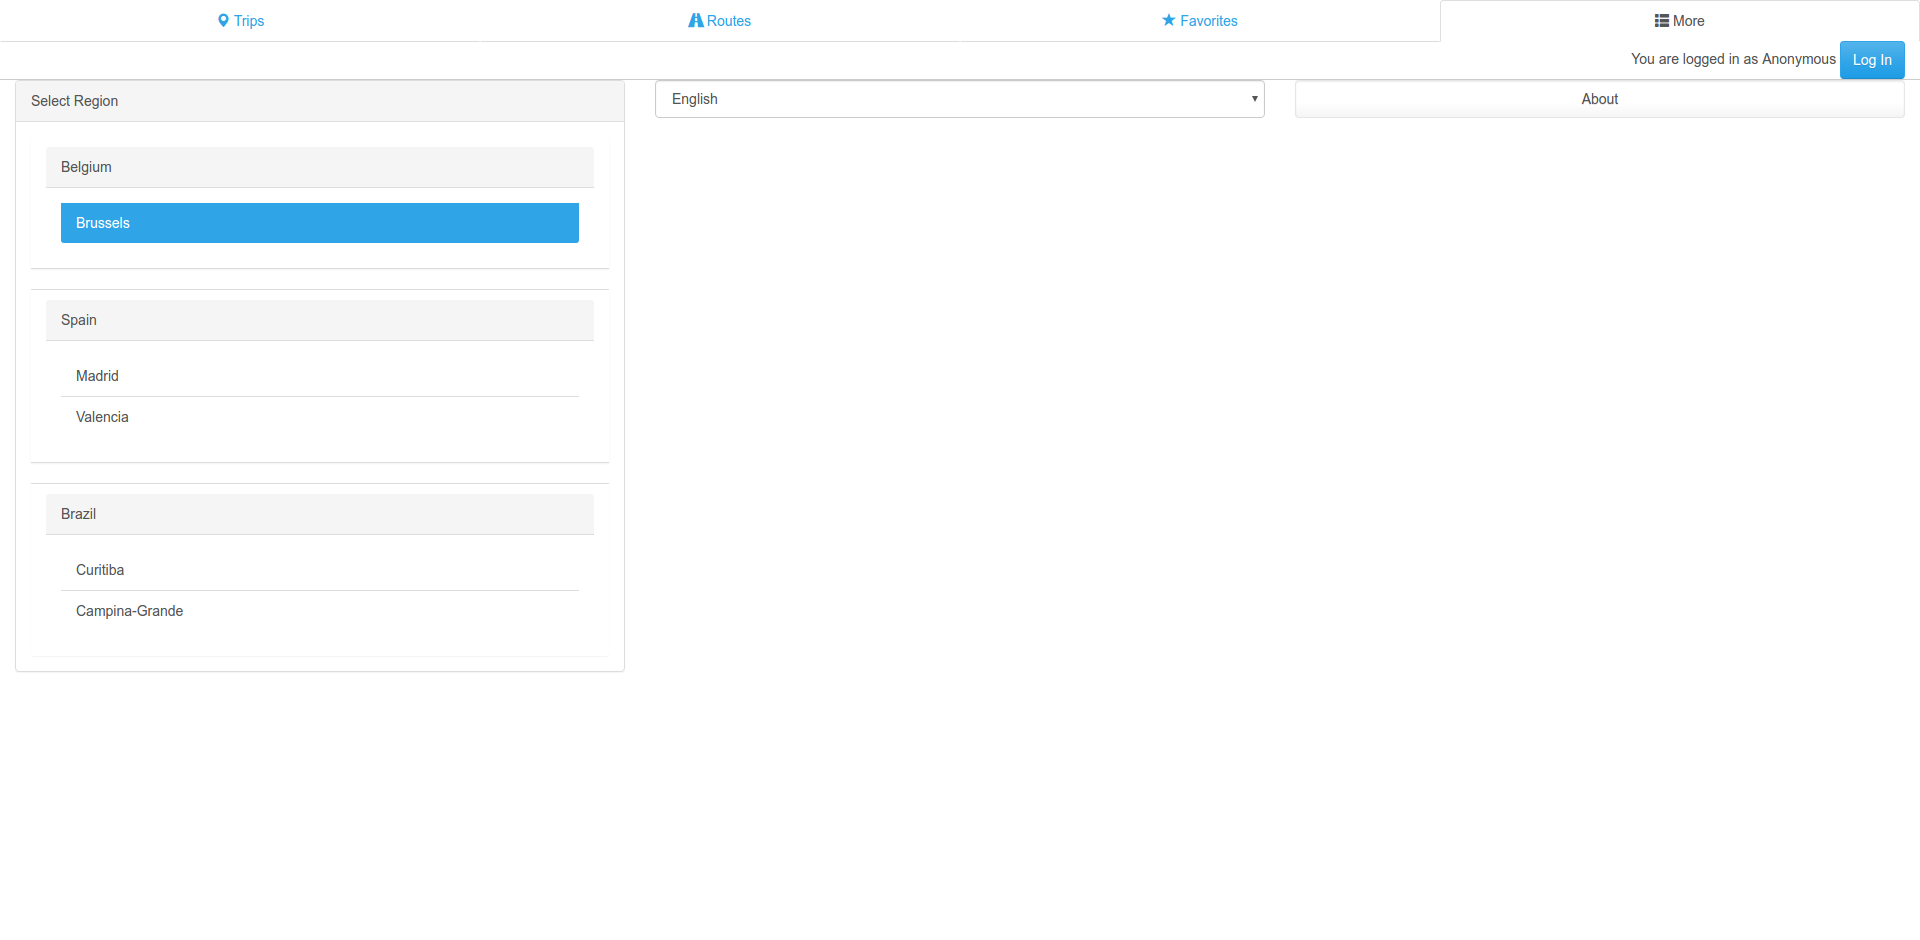 Trips
Routes
Favorites
More
You are logged in as Anonymous Log In
Select Region
English
About
Belgium
Brussels
Spain
Madrid
Valencia
Brazil
Curitiba
Campina-Grande